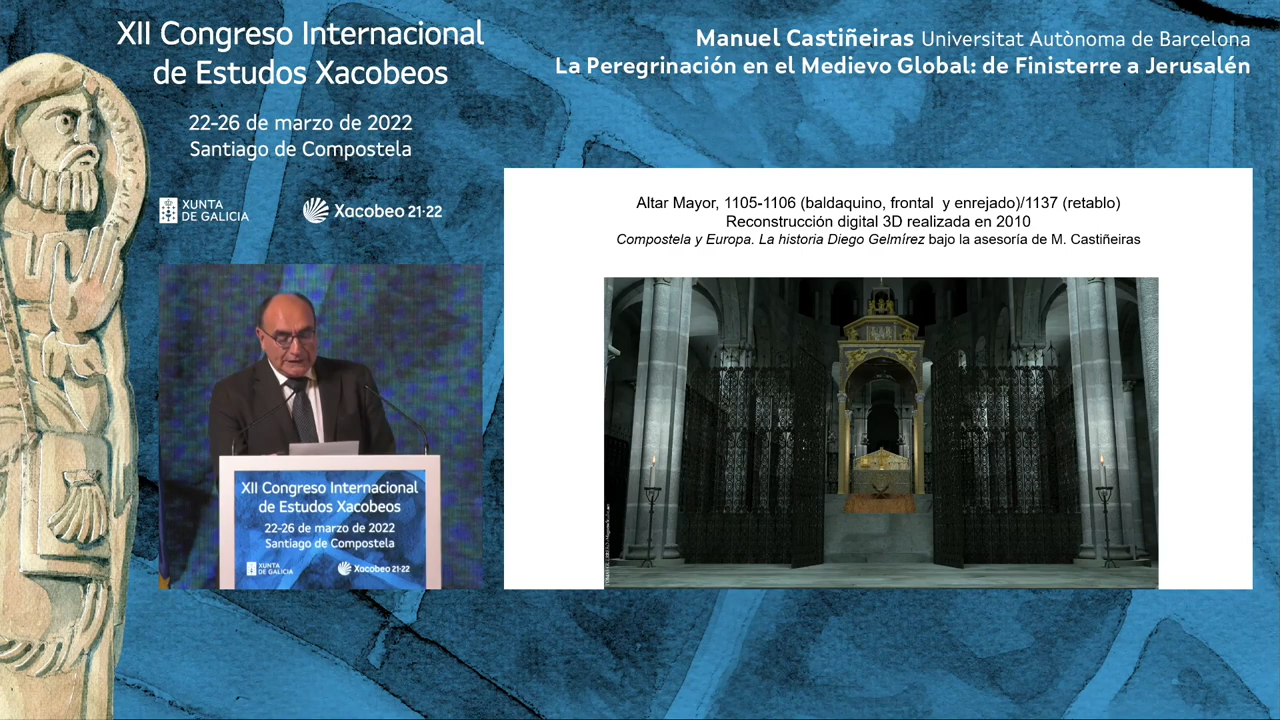 XII Congreso Internacional
de Estudos Xacobeos
22-26 de marzo de 2022
Santiago de Compostela
XUNTA
DE GALICIA
Xacobeo 21·22
Manuel Castiñeiras Universitat Autònoma de Barcelona
La Peregrinación en el Medievo Global: de Finisterre a Jerusalén
Altar Mayor, 1105-1106 (baldaquino, frontal y enrejado)/1137 (retablo)
Reconstrucción digital 3D realizada en 2010
Compostela y Europa. La historia Diego Gelmírez bajo la asesoría de M. Castiñeiras
XII Congreso Internacional
de Estudos Xacobeos
22-26 de marzo de 2022
Santiago de Compostela
XUNTA
DE GALICIA
Xacobeo 21·22